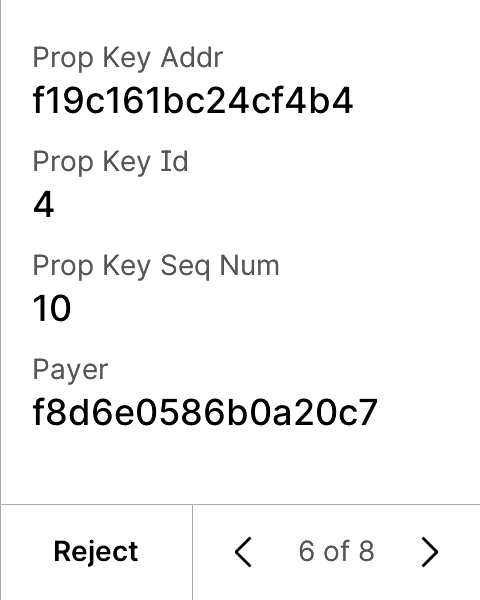 Prop Key Addr
f19c161bc24cf4b4
Prop Key Id
4
Prop Key Seq Num
10
Payer
f8d6e0586b0a20c7
Reject
6 of 8